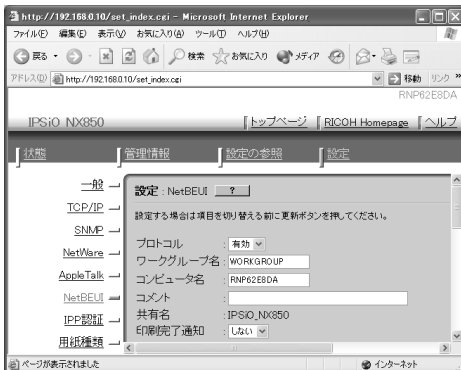 http://192.168.0.10/set_index.cgi - Microsoft Internet Explorer
ファイル(F) 編集(E) 表示(V) お気に入り(A) ツール(T) ヘルプ(H)
戻る 検索 お気に入り メディア
アドレス(D) http://192.168.0.10/set_index.cgi 移動 リンク »
RNP62E8DA
IPSiO NX850 トップページ RICOH Homepage ヘルプ
状態 管理情報 設定の参照 設定
一般
TCP/IP
SNMP
NetWare
AppleTalk
NetBEUI
IPP認証
用紙種類
設定 : NetBEUI ?
設定する場合は項目を切り替える前に更新ボタンを押してください。
プロトコル : 有効
ワークグループ名 : WORKGROUP
コンピュータ名 : RNP62E8DA
コメント :
共有名 : IPSiO_NX850
印刷完了通知 : しない
ページが表示されました インターネット